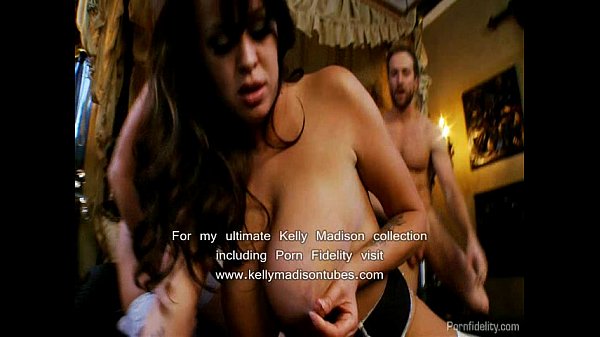 For my ultimate Kelly Madison collection
including Porn Fidelity visit
www.kellymadisontubes.com
Pornfidelity.com